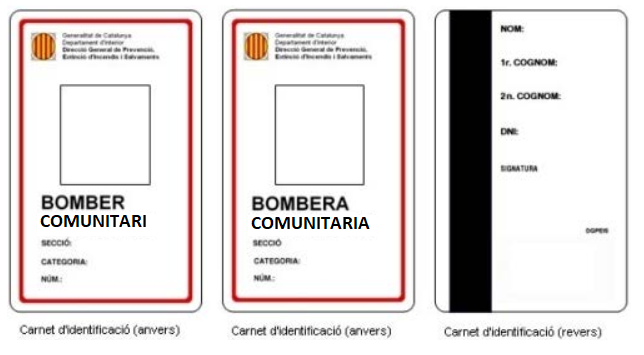 Generalitat de Catalunya
Departament d'Interior
Direcció General de Prevenció,
Extinció d'Incendis i Salvaments
BOMBER
COMUNITARI
SECCIÓ:
CATEGORIA:
NÚM.:
Carnet d'identificació (anvers)
Generalitat de Catalunya
Departament d'Interior
Direcció General de Prevenció,
Extinció d'Incendis i Salvaments
BOMBERA
COMUNITARIA
SECCIÓ
CATEGORIA:
NÚM.:
Carnet d'identificació (anvers)
NOM:
1r. COGNOM:
2n. COGNOM:
DNI:
SIGNATURA
DGPEIS
Carnet d'identificació (revers)